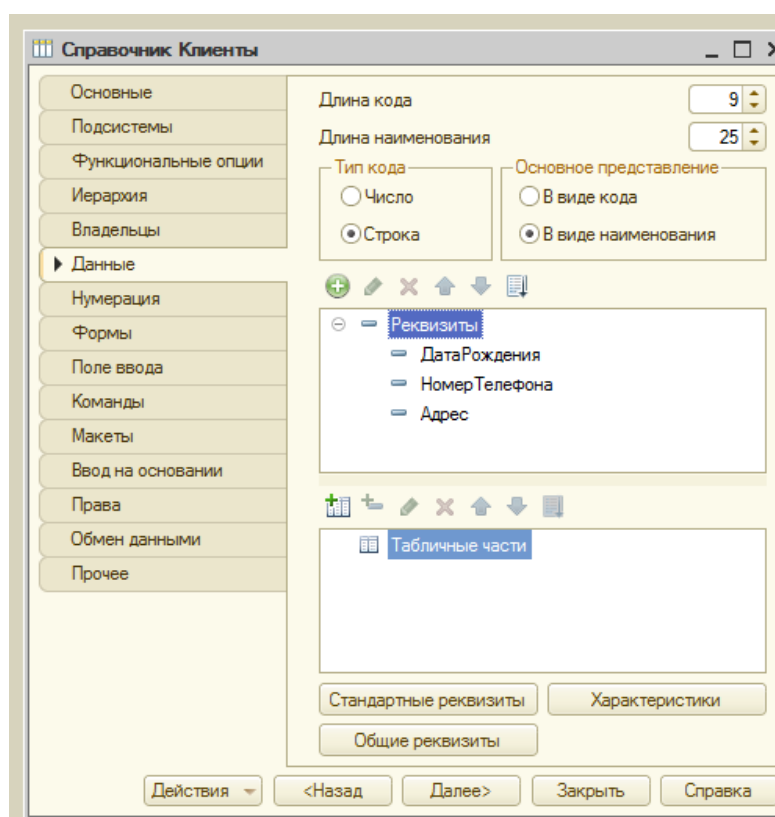 Справочник Клиенты
Основные
Подсистемы
Функциональные опции
Иерархия
Владельцы
Данные
Нумерация
Формы
Поле ввода
Команды
Макеты
Ввод на основании
Права
Обмен данными
Прочее
Длина кода 9
Длина наименования 25
Тип кода Основное представление
Число В виде кода
Строка В виде наименования
Реквизиты
ДатаРождения
НомерТелефона
Адрес
Табличные части
Стандартные реквизиты Характеристики
Общие реквизиты
Действия <Назад Далее> Закрыть Справка